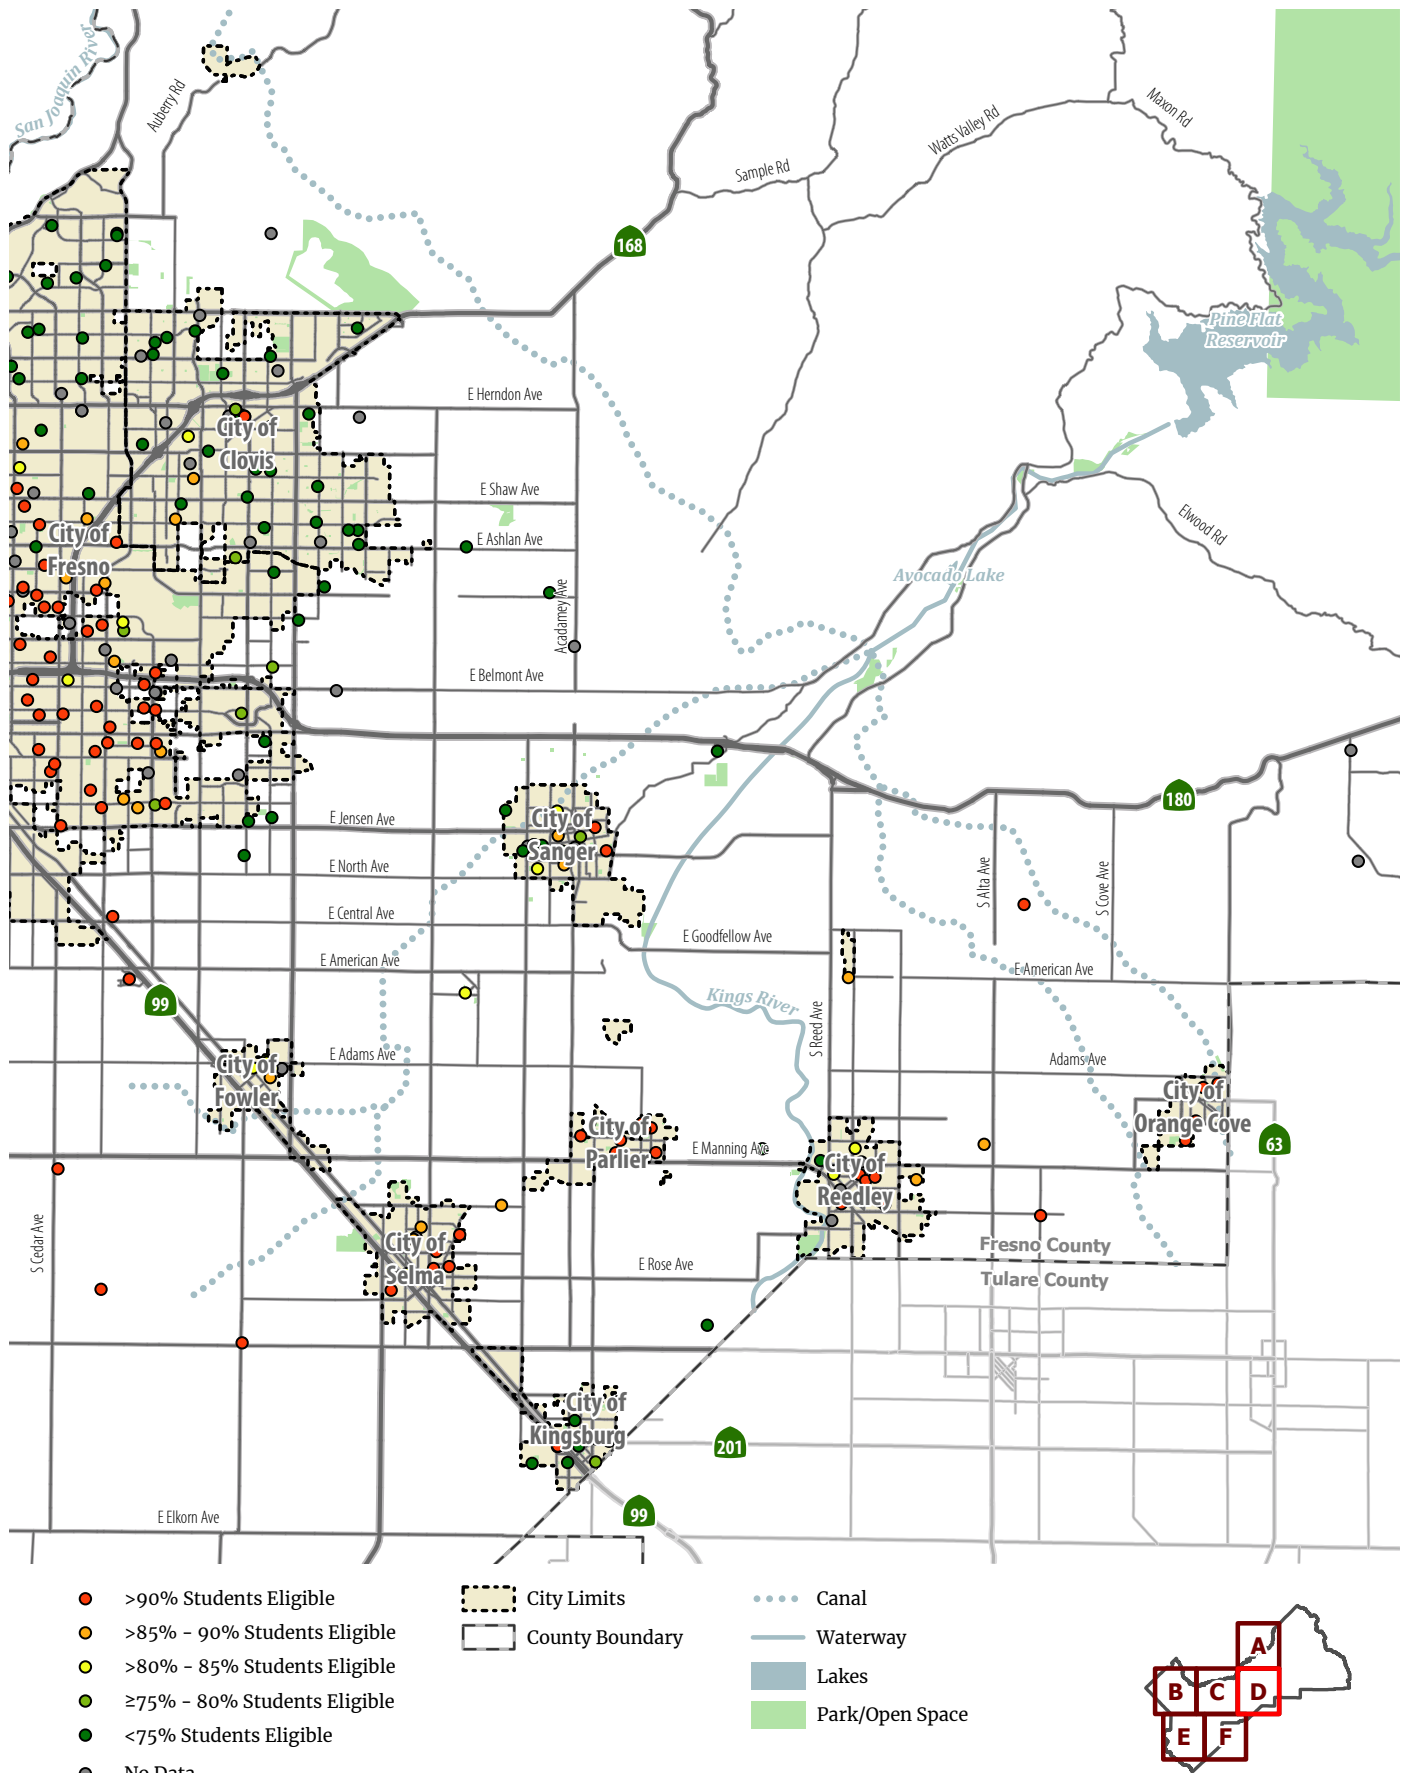 San Joaquin River
Auberry Rd
Maxon Rd
Watts Valley Rd
Sample Rd
168
Pine Flat
Reservoir
E Herndon Ave
City of
Clovis
E Shaw Ave
Elwood Rd
City of
Fresno
E Ashlan Ave
Avocado Lake
Acadamey Ave
E Belmont Ave
180
City of
Sanger
E Jensen Ave
E North Ave
S Alta Ave
S Cove Ave
E Central Ave
E Goodfellow Ave
E American Ave
E American Ave
99
Kings River
S Reed Ave
E Adams Ave
Adams Ave
City of
Fowler
City of
Orange Cove
City of
Parlier
E Manning Ave
63
City of
Reedley
S Cedar Ave
City of
Selma
E Rose Ave
Fresno County
Tulare County
City of
Kingsburg
201
99
E Elkorn Ave
>90% Students Eligible
>85% - 90% Students Eligible
>80% - 85% Students Eligible
≥75% - 80% Students Eligible
<75% Students Eligible
No Data
City Limits
County Boundary
Canal
Waterway
Lakes
Park/Open Space
A
B C D
E F